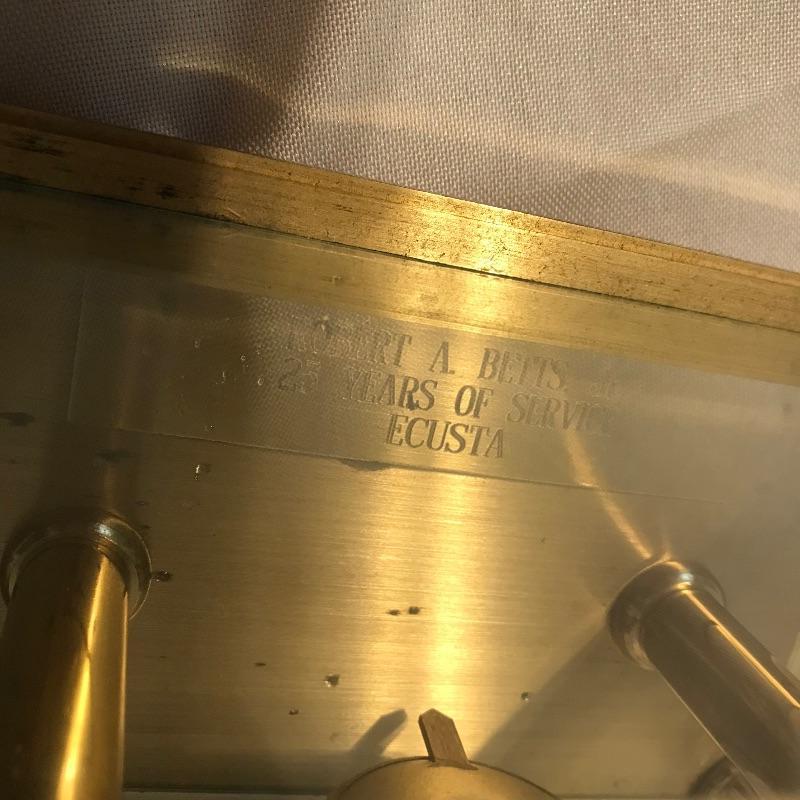 ROBERT A. BETTS
25 YEARS OF SERVICE
ECUSTA